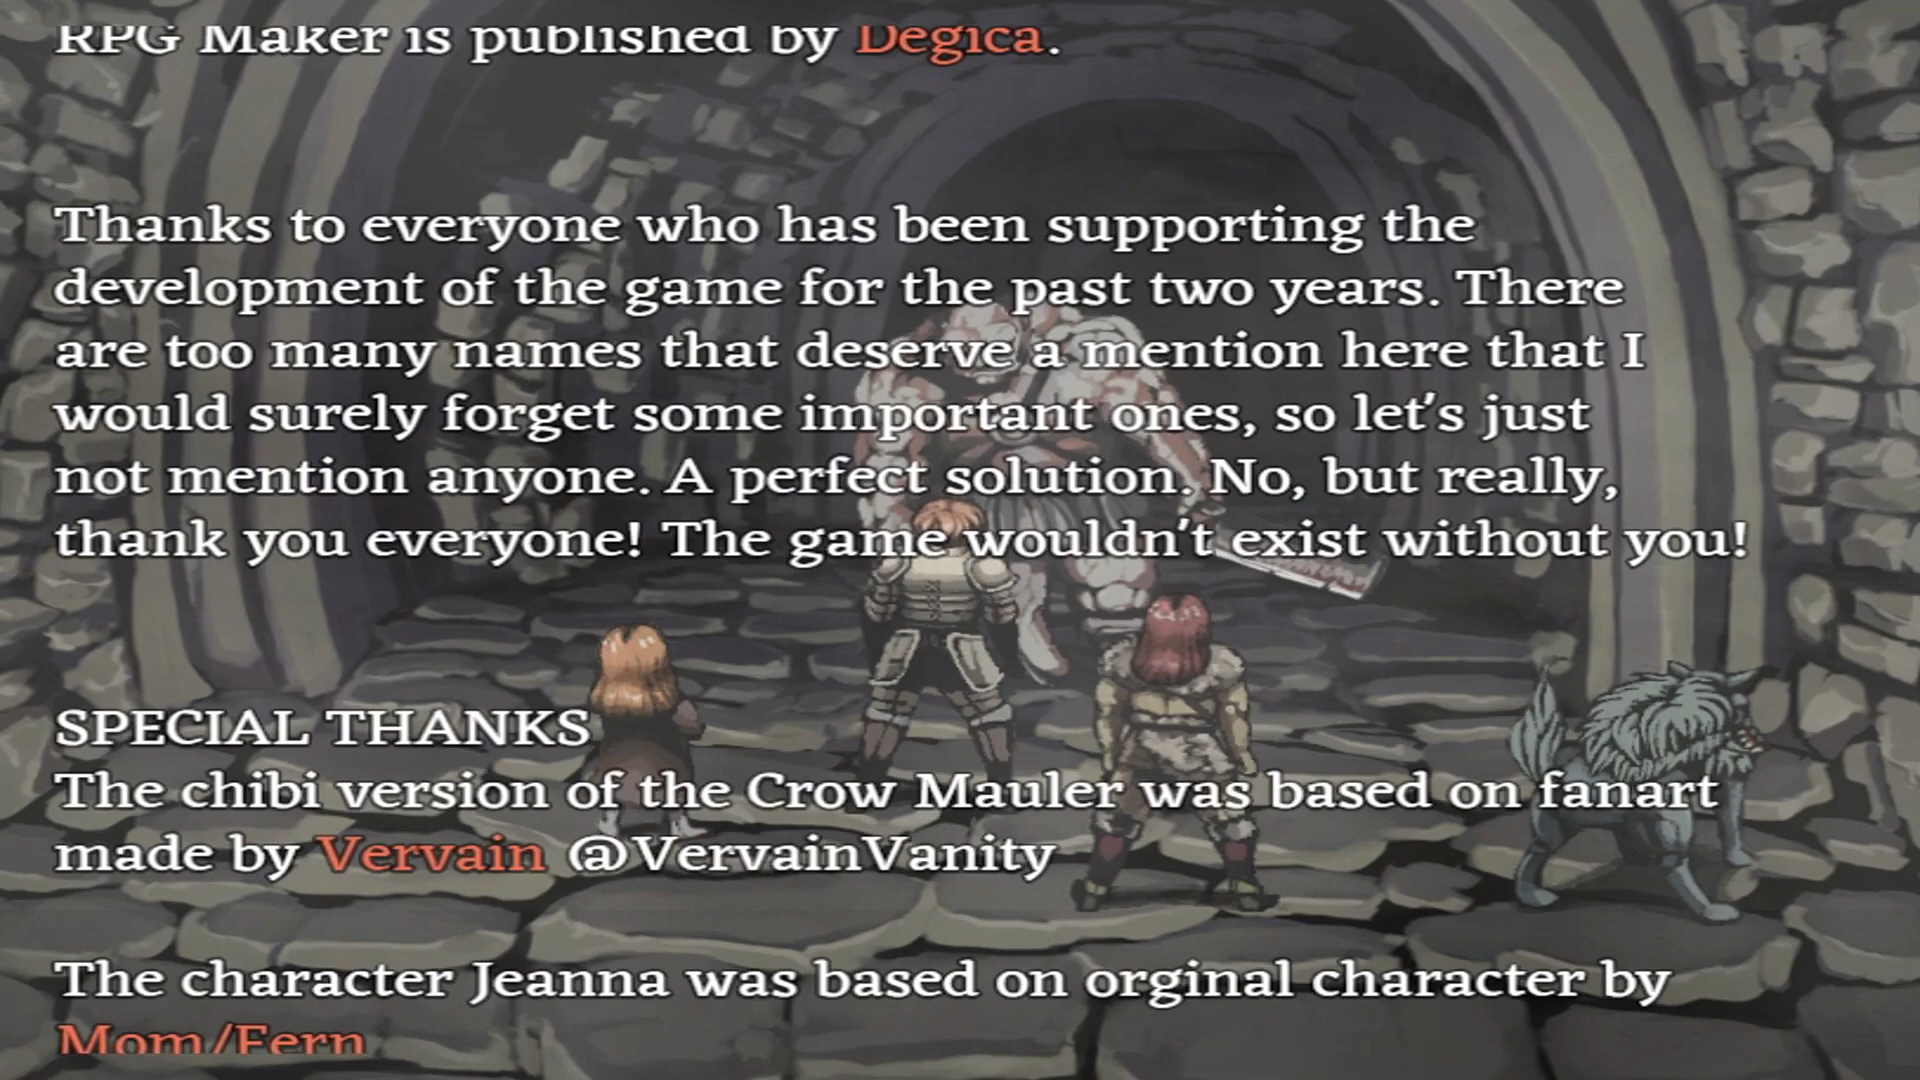 RPG Maker is published by Degica.
Thanks to everyone who has been supporting the
development of the game for the past two years. There
are too many names that deserve a mention here that I
would surely forget some important ones, so let's just
not mention anyone. A perfect solution. No, but really,
thank you everyone! The game wouldn't exist without you!
SPECIAL THANKS
The chibi version of the Crow Mauler was based on fanart
made by Vervain @VervainVanity
The character Jeanna was based on orginal character by
Mom/Fern